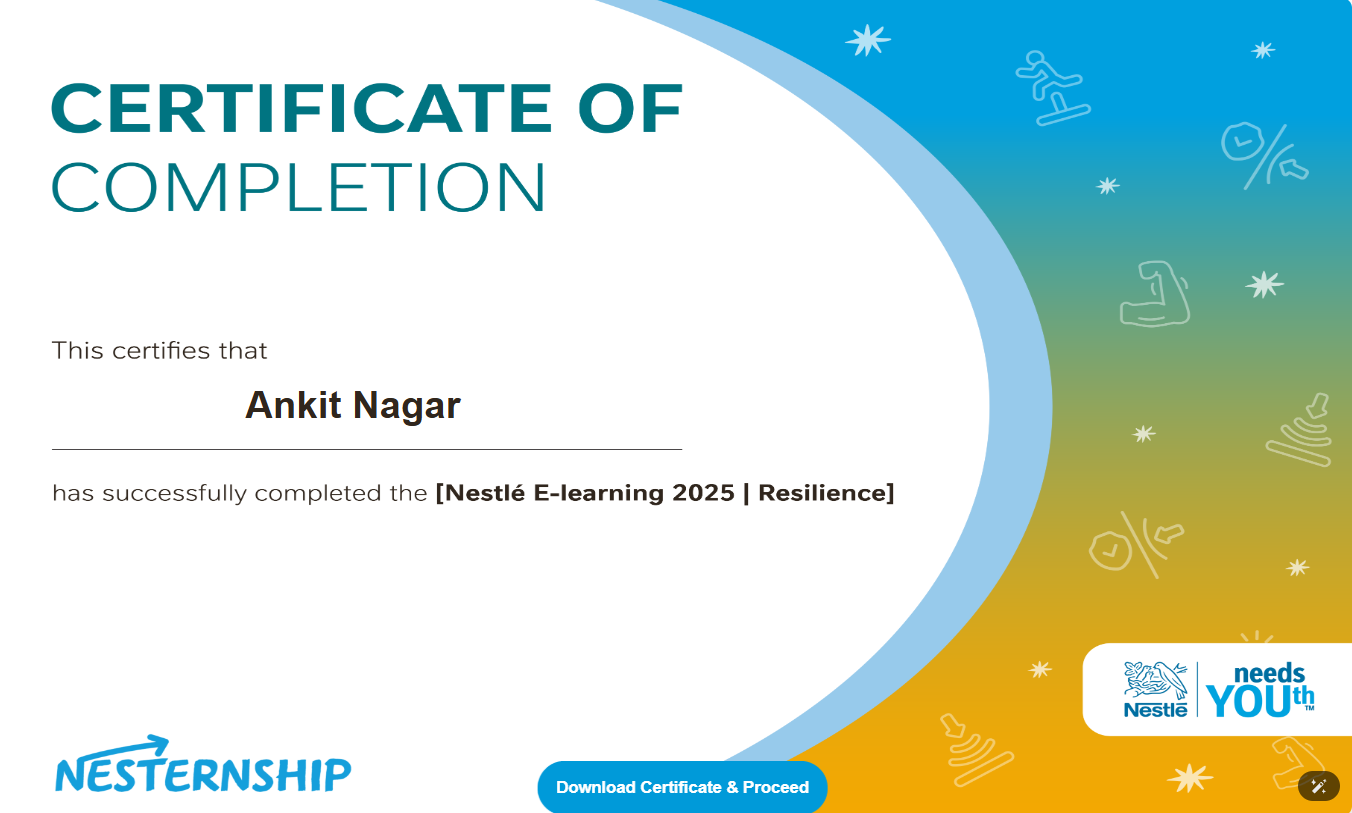 CERTIFICATE OF
COMPLETION
This certifies that
Ankit Nagar
has successfully completed the [Nestlé E-learning 2025 | Resilience]
NESTERNSHIP
Download Certificate & Proceed
Nestlé
needs
YOUth™